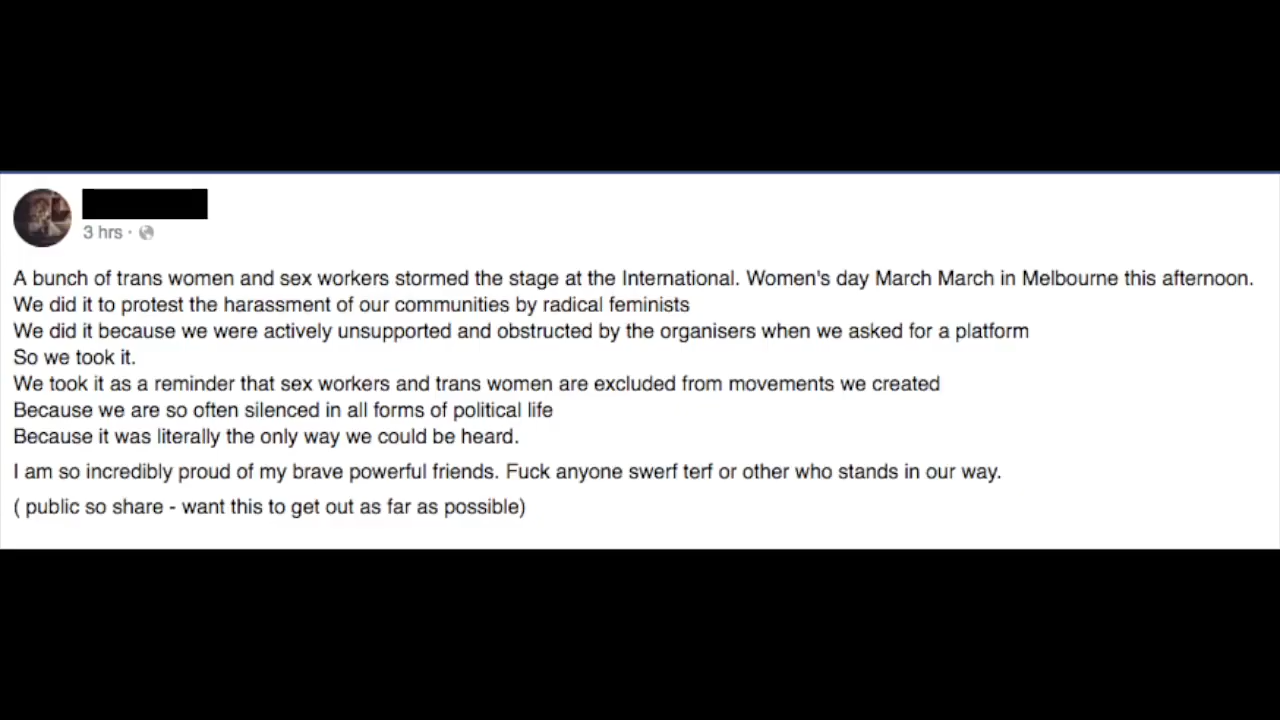 3 hrs ·
A bunch of trans women and sex workers stormed the stage at the International. Women's day March March in Melbourne this afternoon.
We did it to protest the harassment of our communities by radical feminists
We did it because we were actively unsupported and obstructed by the organisers when we asked for a platform
So we took it.
We took it as a reminder that sex workers and trans women are excluded from movements we created
Because we are so often silenced in all forms of political life
Because it was literally the only way we could be heard.
I am so incredibly proud of my brave powerful friends. Fuck anyone swerf terf or other who stands in our way.
( public so share - want this to get out as far as possible)